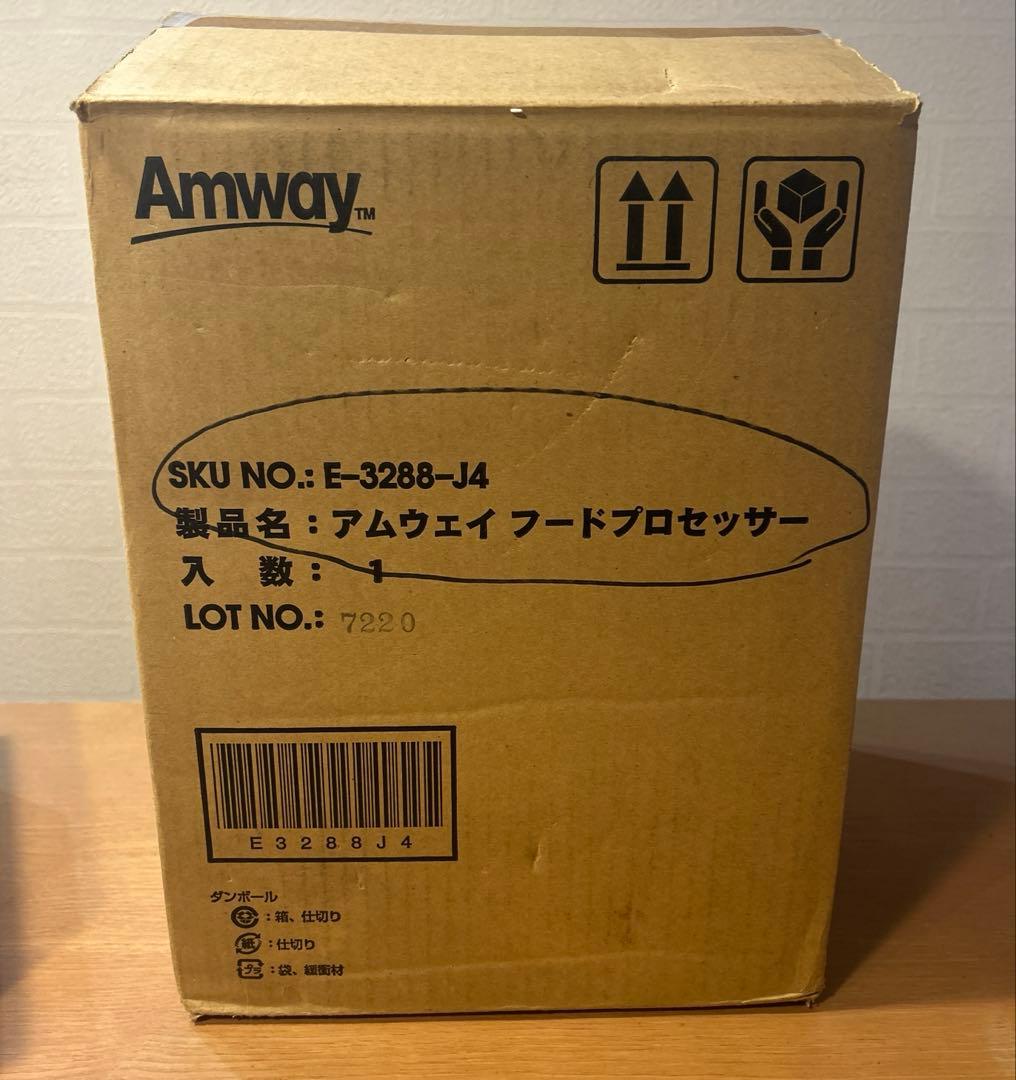 Amway™
SKU NO.: E-3288-J4
製品名：アムウェイ フードプロセッサー
入　数：　1
LOT NO.: 7220
E3288J4
ダンボール
：箱、仕切り
紙：仕切り
プラ：袋、緩衝材